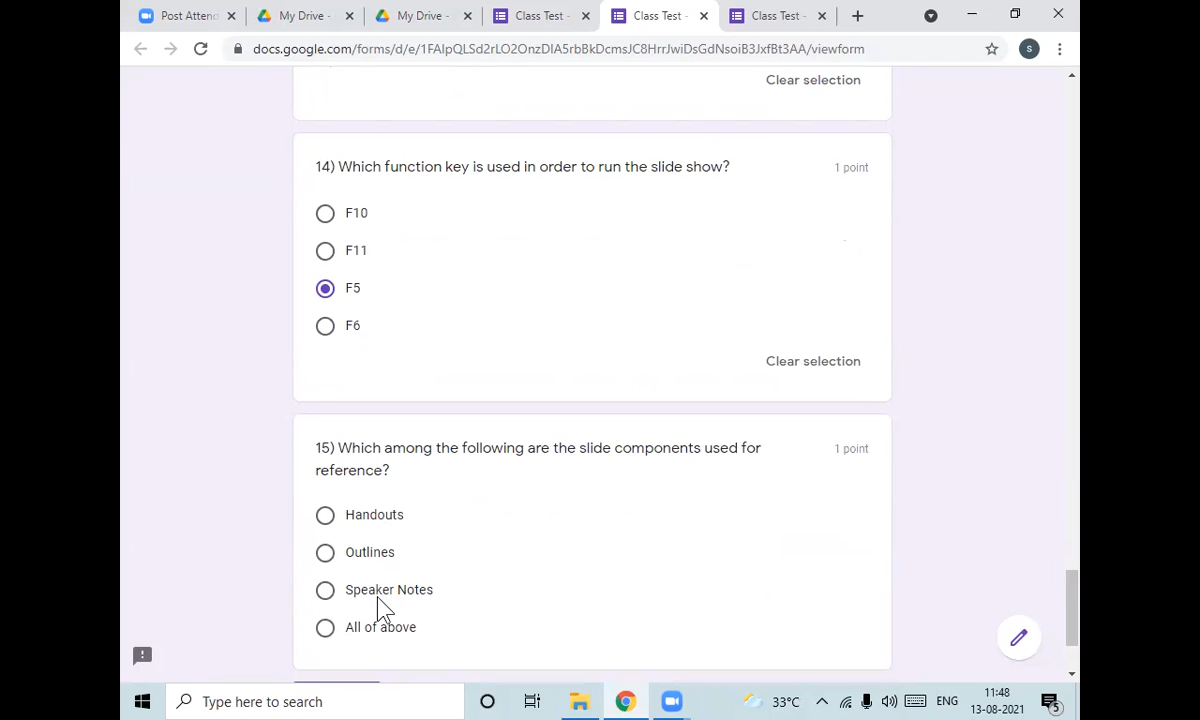 Post Attend
My Drive -
My Drive -
Class Test -
Class Test -
Class Test -
docs.google.com/forms/d/e/1FAIpQLSd2rLO2OnzDIA5rbBkDcmsJC8HrrJwiDsGdNsoiB3JxfBt3AA/viewform
S
Clear selection
14) Which function key is used in order to run the slide show?
1 point
F10
F11
F5
F6
Clear selection
15) Which among the following are the slide components used for
reference?
1 point
Handouts
Outlines
Speaker Notes
All of above
Type here to search
33°C
ENG
11:48
13-08-2021
5